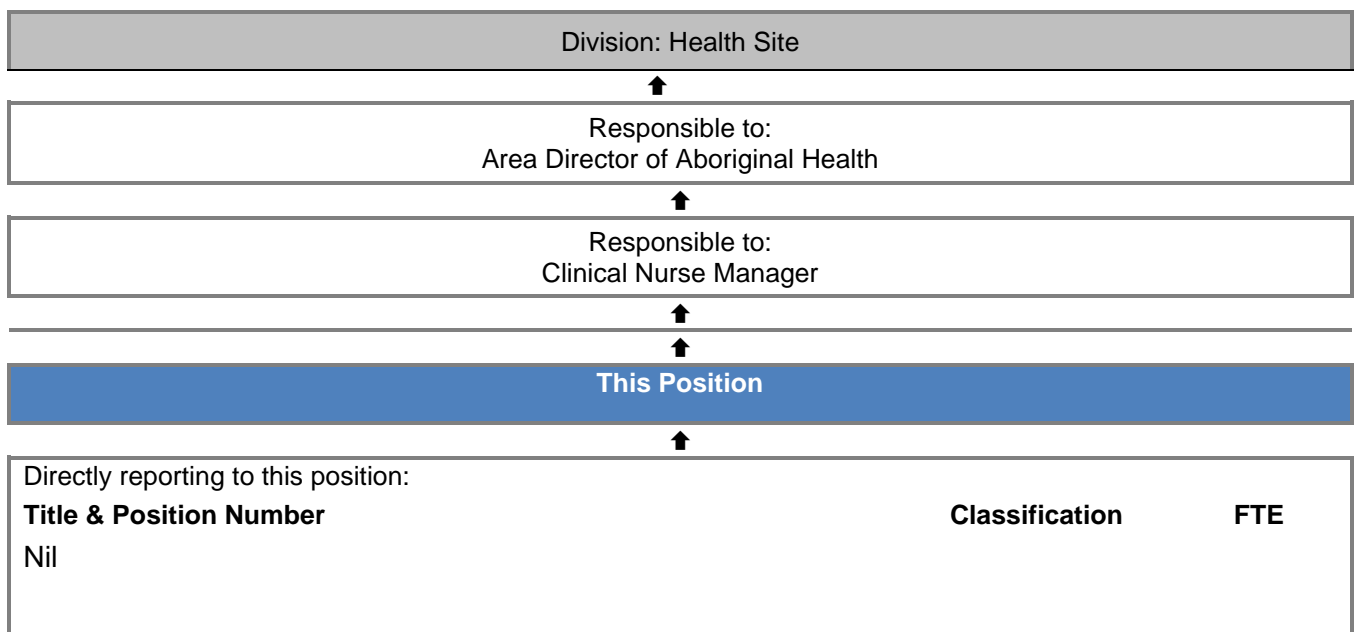 Division: Health Site
Responsible to:
Area Director of Aboriginal Health
Responsible to:
Clinical Nurse Manager
This Position
Directly reporting to this position:
Title & Position Number Classification FTE
Nil